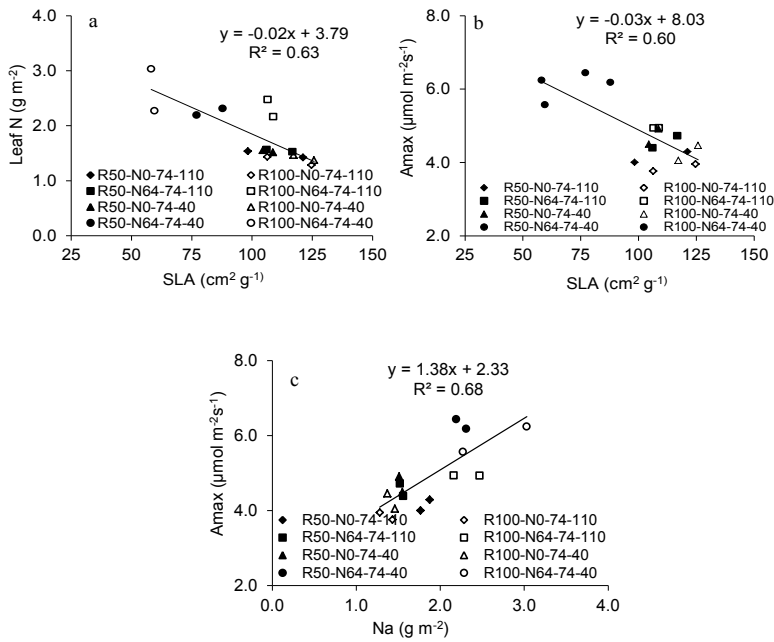 a
y = -0.02x + 3.79
R² = 0.63
Leaf N (g m-2)
4.0
3.0
2.0
1.0
0.0
R50-N0-74-110
R50-N64-74-110
R50-N0-74-40
R50-N64-74-40
R100-N0-74-110
R100-N64-74-110
R100-N0-74-40
R100-N64-74-40
25 50 75 100 125 150
SLA (cm² g-1)
b
y = -0.03x + 8.03
R² = 0.60
Amax (µmol m-2s-1)
8.0
6.0
4.0
2.0
R50-N0-74-110
R50-N64-74-110
R50-N0-74-40
R50-N64-74-40
R100-N0-74-110
R100-N64-74-110
R100-N0-74-40
R100-N64-74-40
25 50 75 100 125 150
SLA (cm² g-1)
c
y = 1.38x + 2.33
R² = 0.68
Amax (µmol m-2s-1)
8.0
6.0
4.0
2.0
R50-N0-74-110
R50-N64-74-110
R50-N0-74-40
R50-N64-74-40
R100-N0-74-110
R100-N64-74-110
R100-N0-74-40
R100-N64-74-40
0.0 1.0 2.0 3.0 4.0
Na (g m-2)